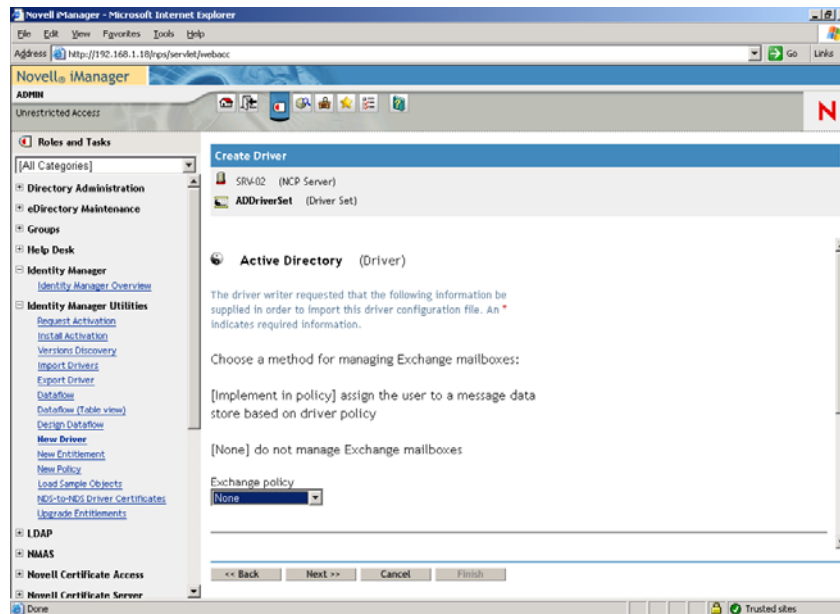 Novell iManager - Microsoft Internet Explorer
File Edit View Favorites Tools Help
Address http://192.168.1.18/nps/servlet/webacc Go Links
Novell® iManager
ADMIN
Unrestricted Access
N
Roles and Tasks
[All Categories]
Directory Administration
eDirectory Maintenance
Groups
Help Desk
Identity Manager
Identity Manager Overview
Identity Manager Utilities
Request Activation
Install Activation
Versions Discovery
Import Drivers
Export Driver
Dataflow
Dataflow (Table view)
Design Dataflow
New Driver
New Entitlement
New Policy
Load Sample Objects
NDS-to-NDS Driver Certificates
Upgrade Entitlements
LDAP
NMAS
Novell Certificate Access
Novell Certificate Server
Create Driver
SRV-02 (NCP Server)
ADDriverSet (Driver Set)
Active Directory (Driver)
The driver writer requested that the following information be
supplied in order to import this driver configuration file. An *
indicates required information.
Choose a method for managing Exchange mailboxes:
[Implement in policy] assign the user to a message data
store based on driver policy
[None] do not manage Exchange mailboxes
Exchange policy
None
<< Back Next >> Cancel Finish
Done Trusted sites